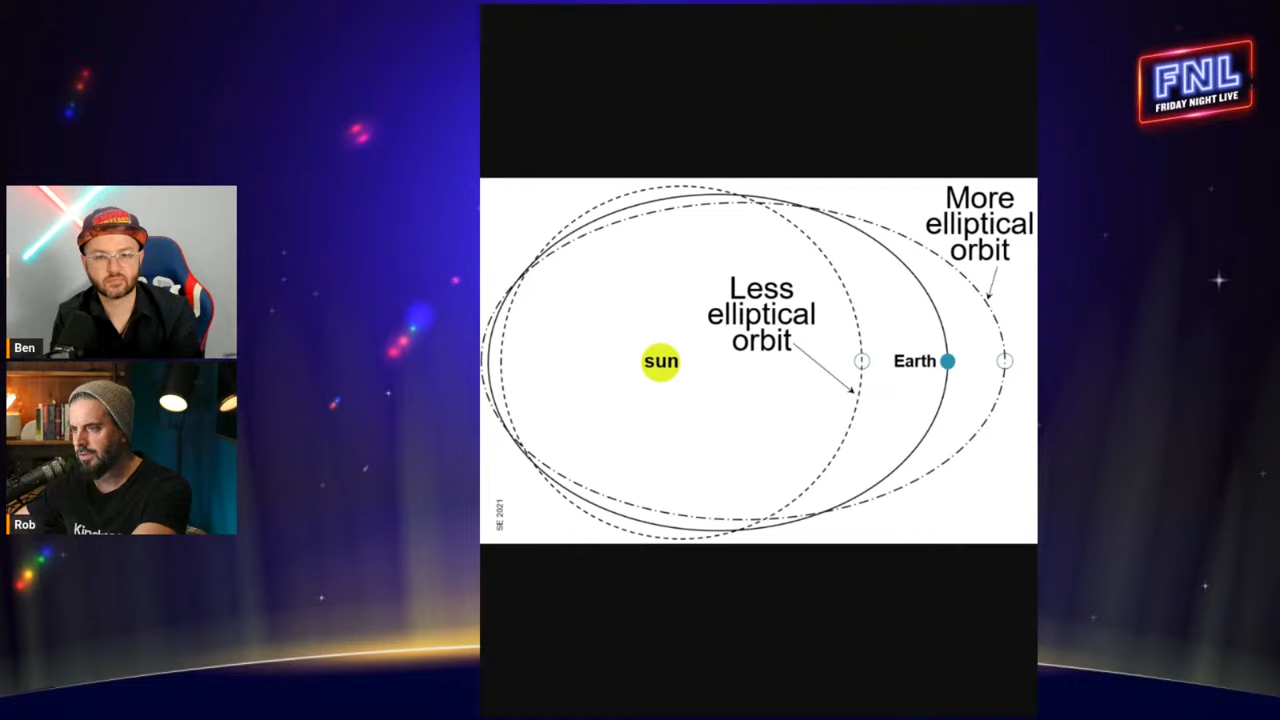 FNL
FRIDAY NIGHT LIVE
More
elliptical
orbit
Less
elliptical
orbit
sun
Earth
SE 2021
Ben
Rob